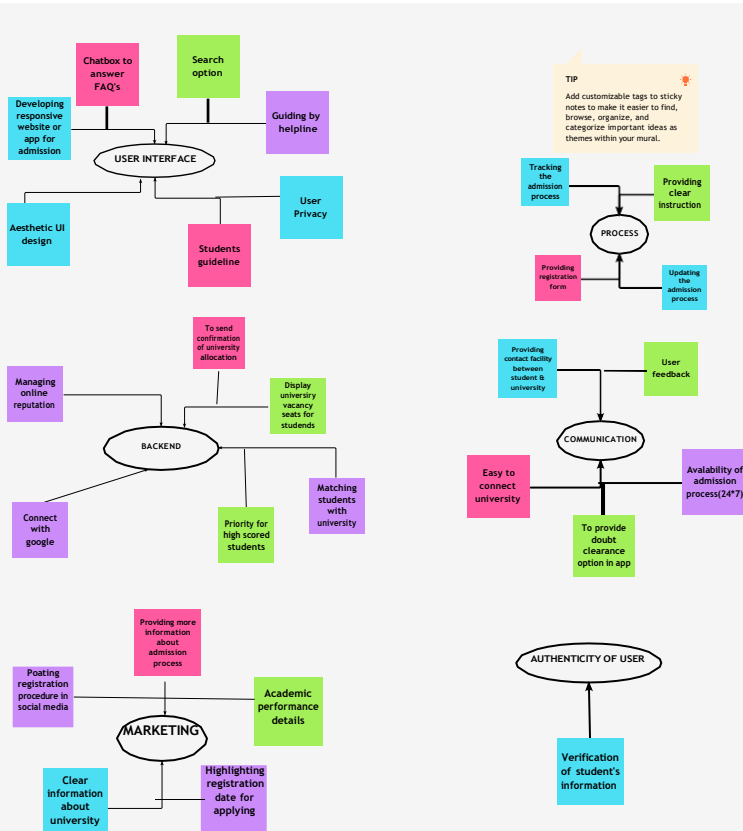 Chatbox to
answer
FAQ's
Search
option
Developing
responsive
website or
app for
admission
Guiding by
helpline
USER INTERFACE
Aesthetic UI
design
Students
guideline
User
Privacy
TIP
Add customizable tags to sticky
notes to make it easier to find,
browse, organize, and
categorize important ideas as
themes within your mural.
Tracking
the
admission
process
Providing
clear
instruction
PROCESS
Providing
registration
form
Updating
the
admission
process
To send
confirmation
of university
allocation
Managing
online
reputation
Display
universiry
vacancy
seats for
studends
BACKEND
Connect
with
google
Priority for
high scored
students
Matching
students
with
university
Providing
contact facility
between
student &
university
User
feedback
COMMUNICATION
Easy to
connect
university
Avalability of
admission
process(24*7)
To provide
doubt
clearance
option in app
Providing more
information
about
admission
process
Poating
registration
procedure in
social media
Academic
performance
details
MARKETING
Clear
information
about
university
Highlighting
registration
date for
applying
AUTHENTICITY OF USER
Verification
of student's
information